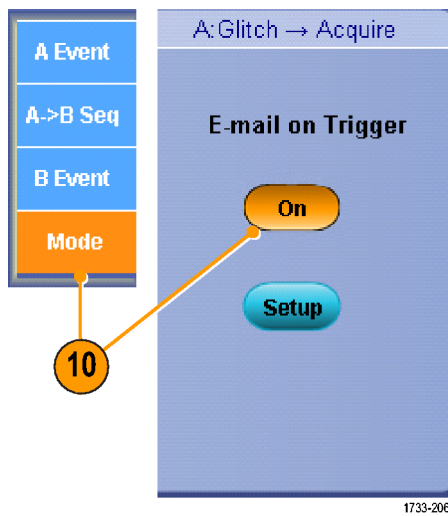 A Event
A->B Seq
B Event
Mode
10
A:Glitch → Acquire
E-mail on Trigger
On
Setup
1733-206